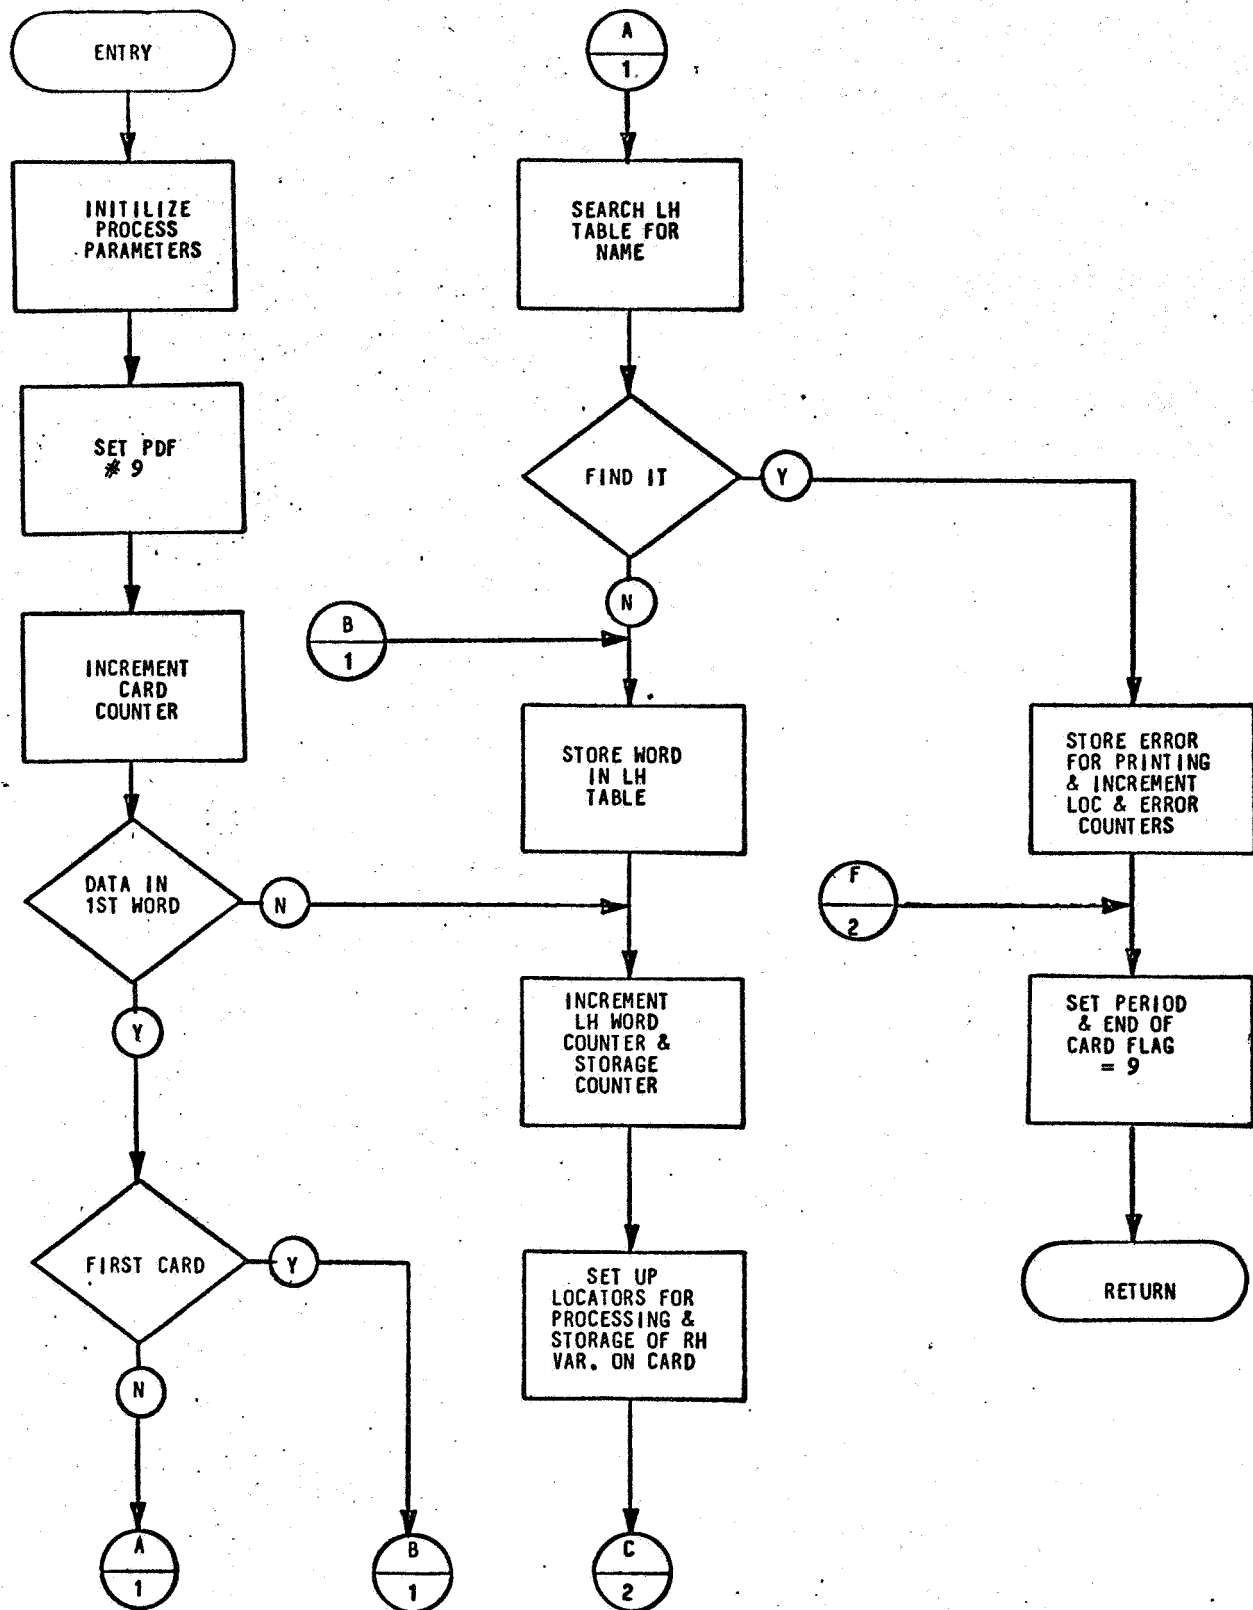 ENTRY
INITILIZE
PROCESS
PARAMETERS
SET PDF
# 9
INCREMENT
CARD
COUNTER
DATA IN
1ST WORD
N
Y
FIRST CARD
Y
N
A
1
B
1
A
1
SEARCH LH
TABLE FOR
NAME
FIND IT
Y
N
B
1
STORE WORD
IN LH
TABLE
INCREMENT
LH WORD
COUNTER &
STORAGE
COUNTER
SET UP
LOCATORS FOR
PROCESSING &
STORAGE OF RH
VAR. ON CARD
C
2
STORE ERROR
FOR PRINTING
& INCREMENT
LOC & ERROR
COUNTERS
F
2
SET PERIOD
& END OF
CARD FLAG
= 9
RETURN